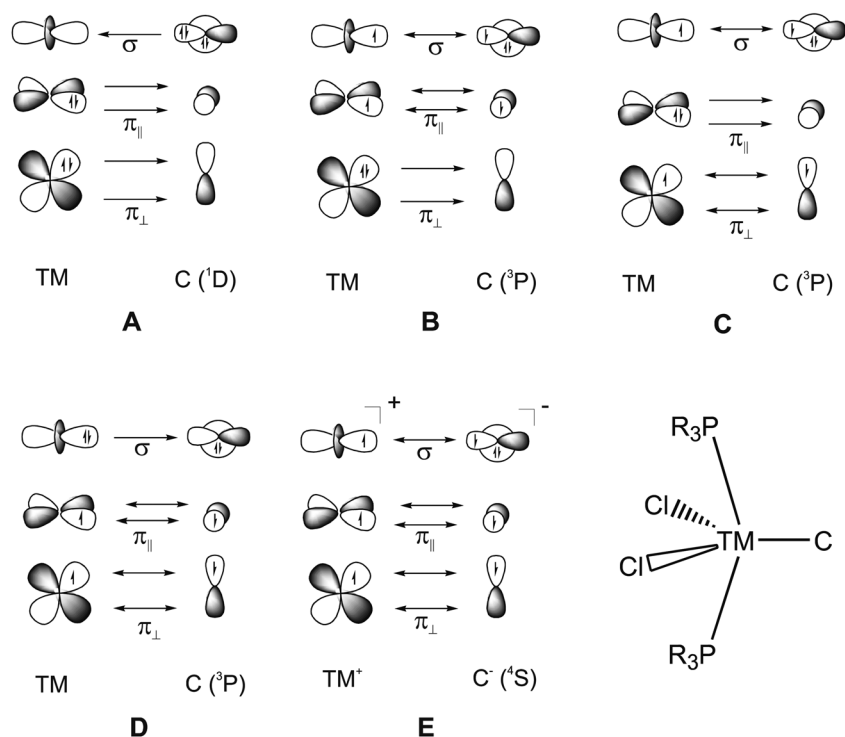 σ
π||
π⊥
TM C (¹D)
A
σ
π||
π⊥
TM C (³P)
B
σ
π||
π⊥
TM C (³P)
C
σ
π||
π⊥
TM C (³P)
D
+ -
σ
π||
π⊥
TM⁺ C⁻ (⁴S)
E
R₃P
Cl
TM C
Cl
R₃P